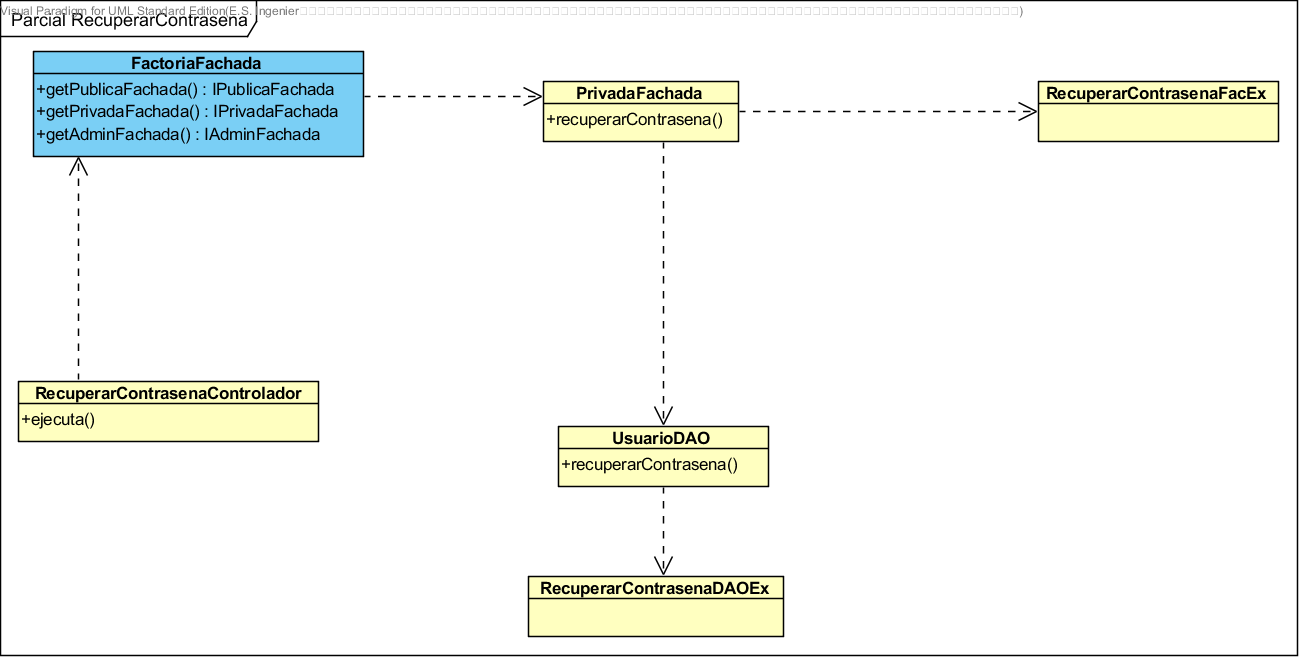 Visual Paradigm for UML Standard Edition(E.S. Ingenier)
Parcial RecuperarContrasena
FactoriaFachada
+getPublicaFachada() : IPublicaFachada
+getPrivadaFachada() : IPrivadaFachada
+getAdminFachada() : IAdminFachada
PrivadaFachada
+recuperarContrasena()
RecuperarContrasenaFacEx
RecuperarContrasenaControlador
+ejecuta()
UsuarioDAO
+recuperarContrasena()
RecuperarContrasenaDAOEx